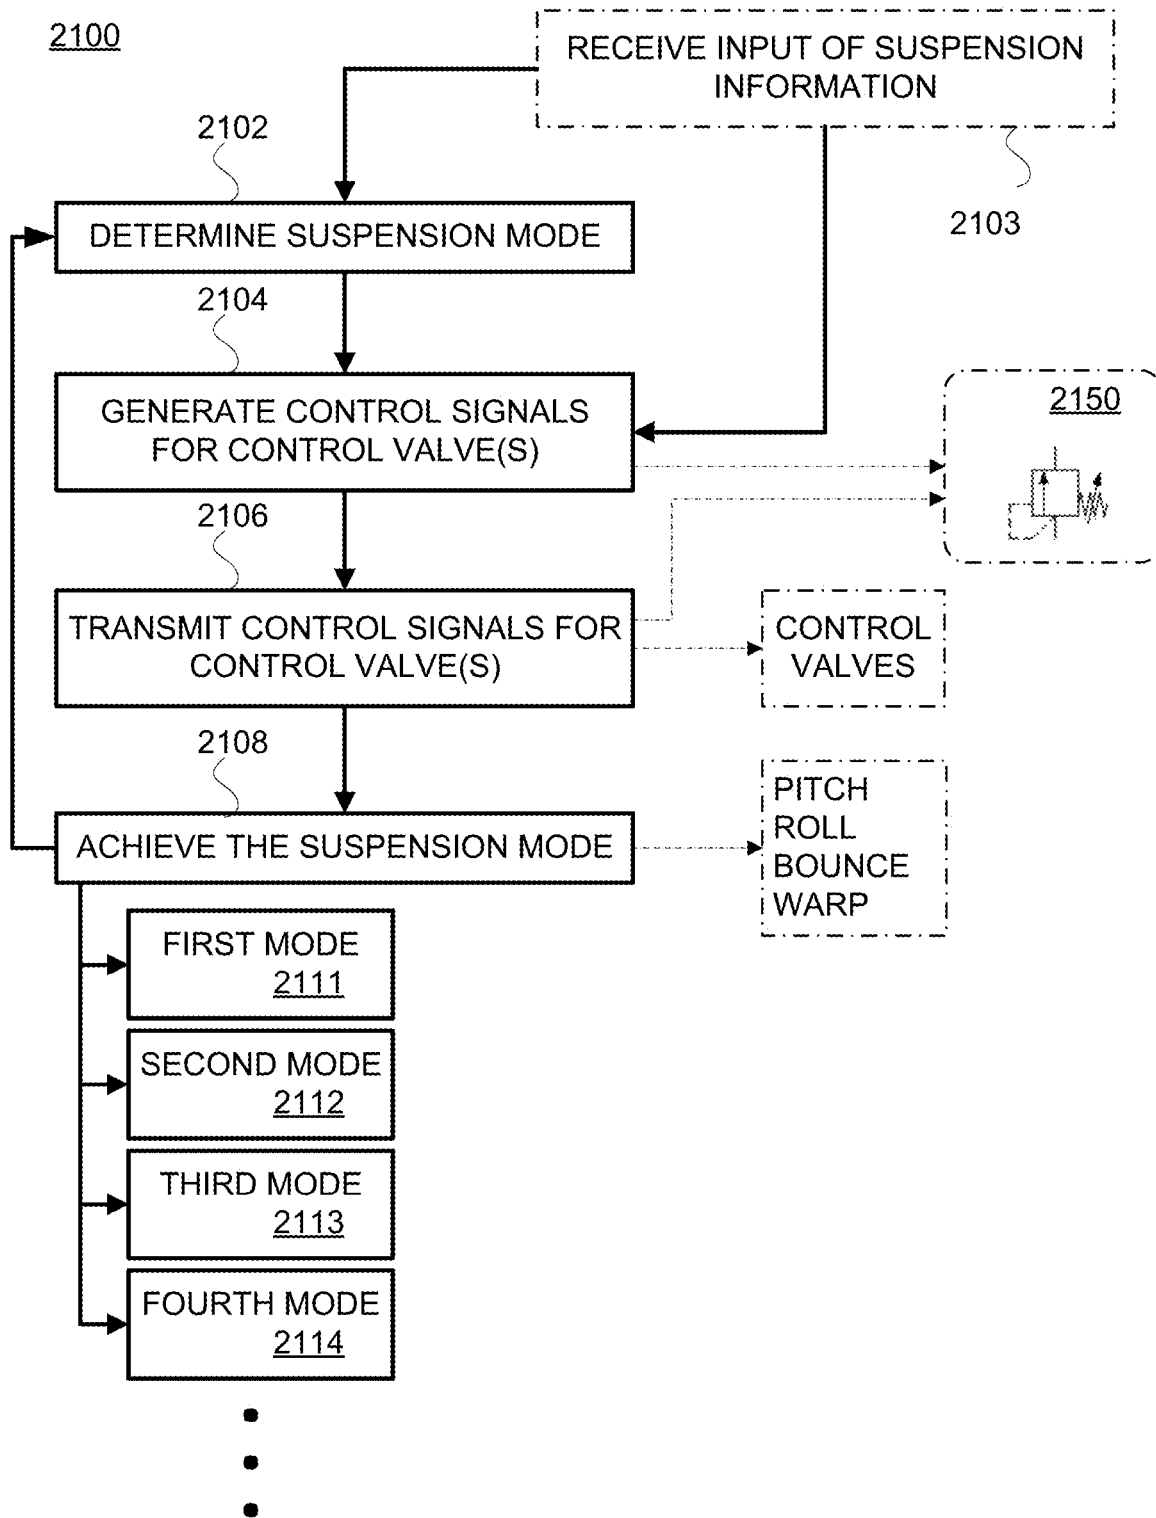 2100
RECEIVE INPUT OF SUSPENSION
INFORMATION
2103
2102
DETERMINE SUSPENSION MODE
2104
GENERATE CONTROL SIGNALS
FOR CONTROL VALVE(S)
2150
2106
TRANSMIT CONTROL SIGNALS FOR
CONTROL VALVE(S)
CONTROL
VALVES
2108
ACHIEVE THE SUSPENSION MODE
PITCH
ROLL
BOUNCE
WARP
FIRST MODE
2111
SECOND MODE
2112
THIRD MODE
2113
FOURTH MODE
2114